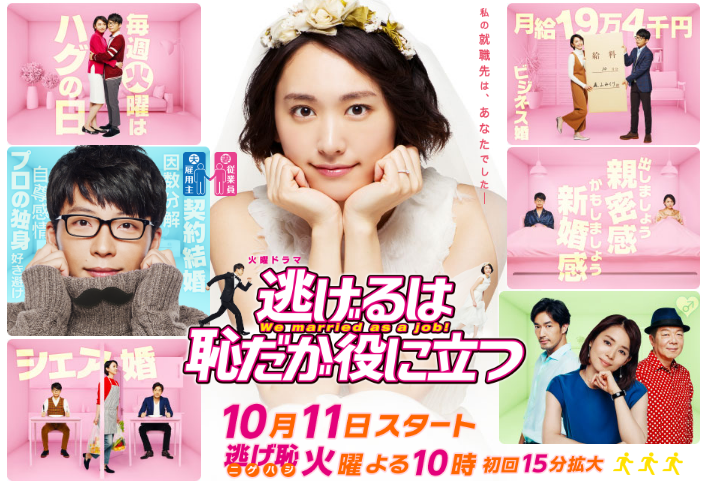 毎週火曜は
ハグの日
私の就職先は、あなたでした―
月給19万4千円
給料
ビジネス婚
夫
雇用主
妻
従業員
因数分解
契約結婚
自尊感情
プロの独身
好き避け
出しましょう
親密感
かもしましょう
新婚感
火曜ドラマ
逃げるは
We married as a job!
恥だが役に立つ
シェア婚
10月11日スタート
逃げ恥
ニゲハジ
火曜よる10時 初回15分拡大